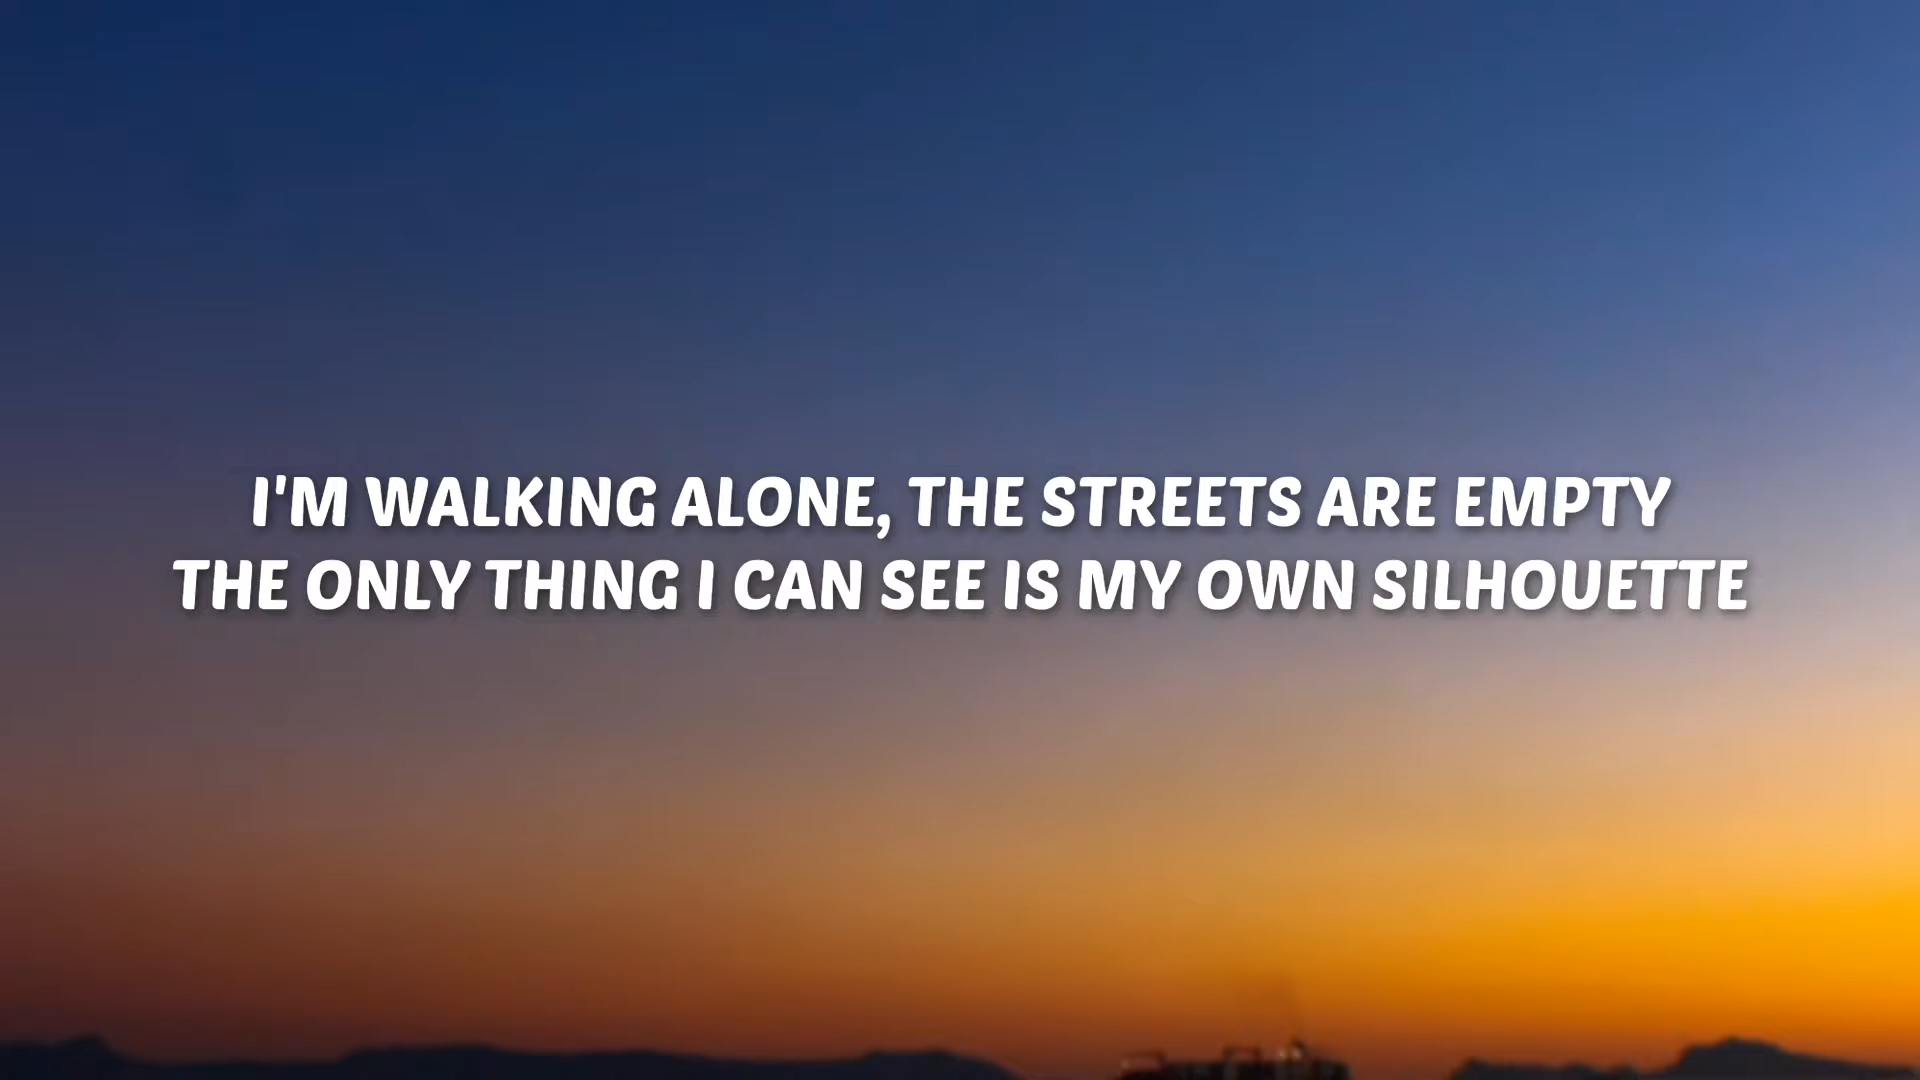 I'M WALKING ALONE, THE STREETS ARE EMPTY
THE ONLY THING I CAN SEE IS MY OWN SILHOUETTE